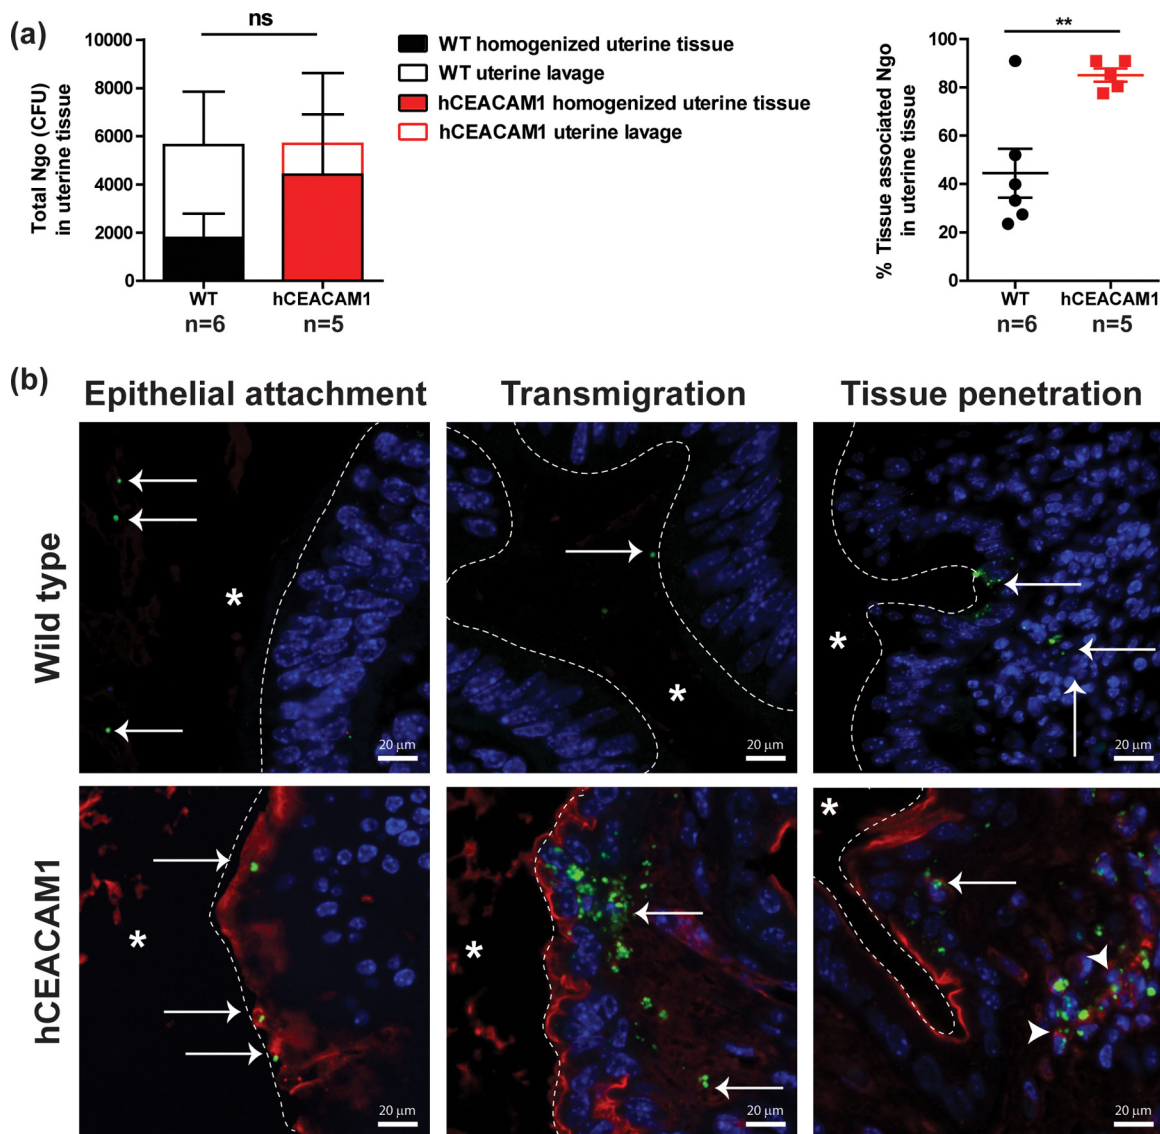 (a)
ns
Total Ngo (CFU)
in uterine tissue
10000
8000
6000
4000
2000
0
WT
hCEACAM1
n=6
n=5
WT homogenized uterine tissue
WT uterine lavage
hCEACAM1 homogenized uterine tissue
hCEACAM1 uterine lavage
**
% Tissue associated Ngo
in uterine tissue
100
80
60
40
20
0
WT
hCEACAM1
n=6
n=5
(b)
Epithelial attachment
Transmigration
Tissue penetration
Wild type
*
20 μm
*
20 μm
*
20 μm
hCEACAM1
*
20 μm
*
20 μm
*
20 μm